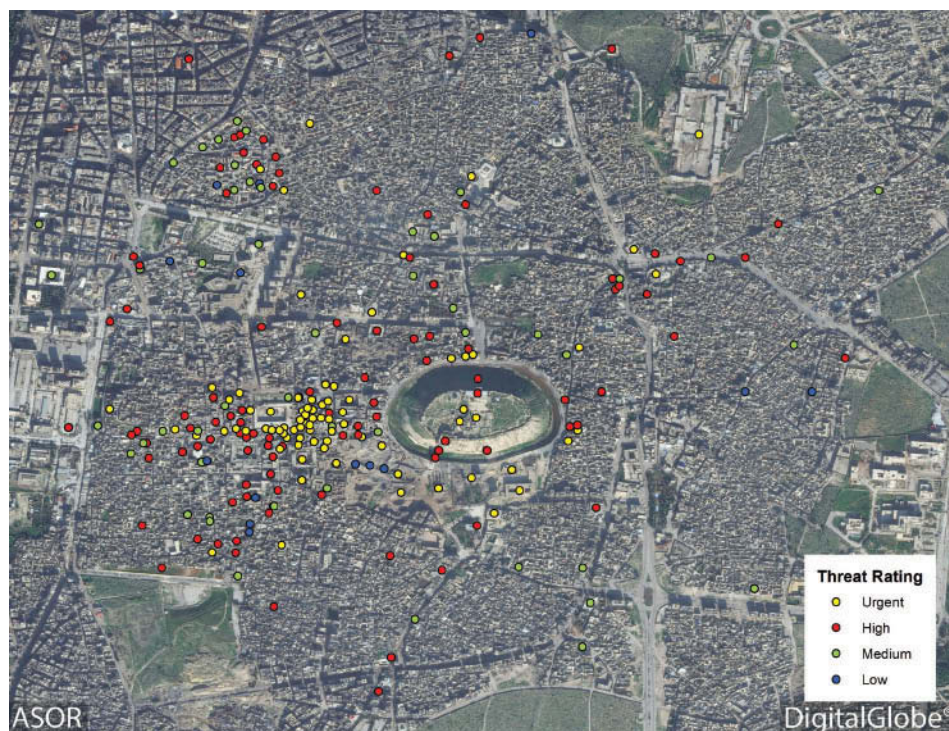 Threat Rating
Urgent
High
Medium
Low
ASOR
DigitalGlobe®